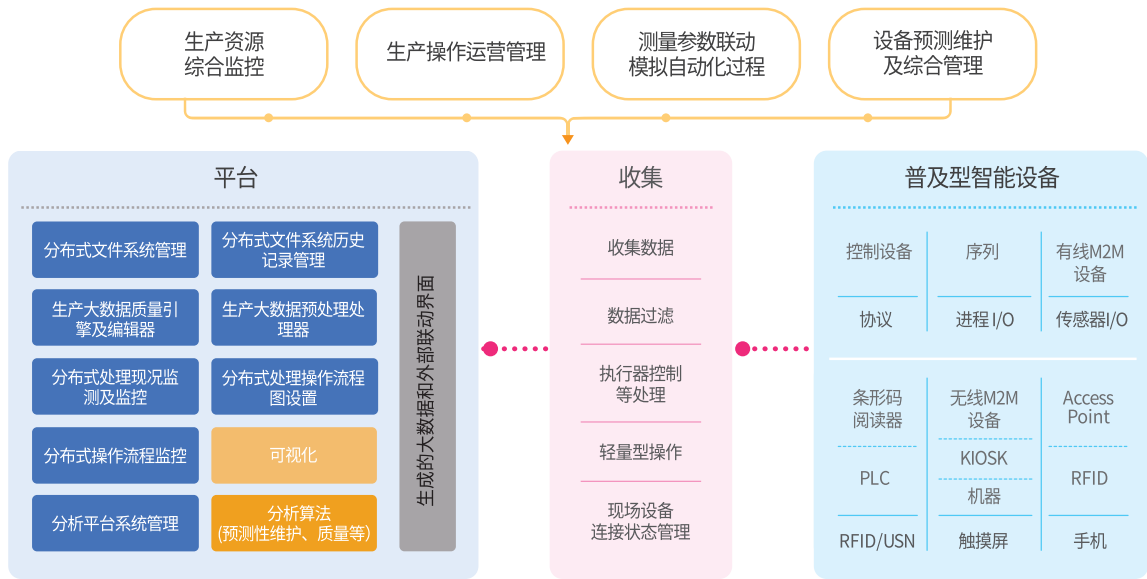 生产资源
综合监控
生产操作运营管理
测量参数联动
模拟自动化过程
设备预测维护
及综合管理
平台
分布式文件系统管理
分布式文件系统历史
记录管理
生产大数据质量引
擎及编辑器
生产大数据预处理处
理器
分布式处理现况监
测及监控
分布式处理操作流程
图设置
分布式操作流程监控
可视化
分析平台系统管理
分析算法
(预测性维护、质量等)
生成的大数据和外部联动界面
收集
收集数据
数据过滤
执行器控制
等处理
轻量型操作
现场设备
连接状态管理
普及型智能设备
控制设备
序列
有线M2M
设备
协议
进程 I/O
传感器I/O
条形码
阅读器
无线M2M
设备
Access
Point
PLC
KIOSK
机器
RFID
RFID/USN
触摸屏
手机